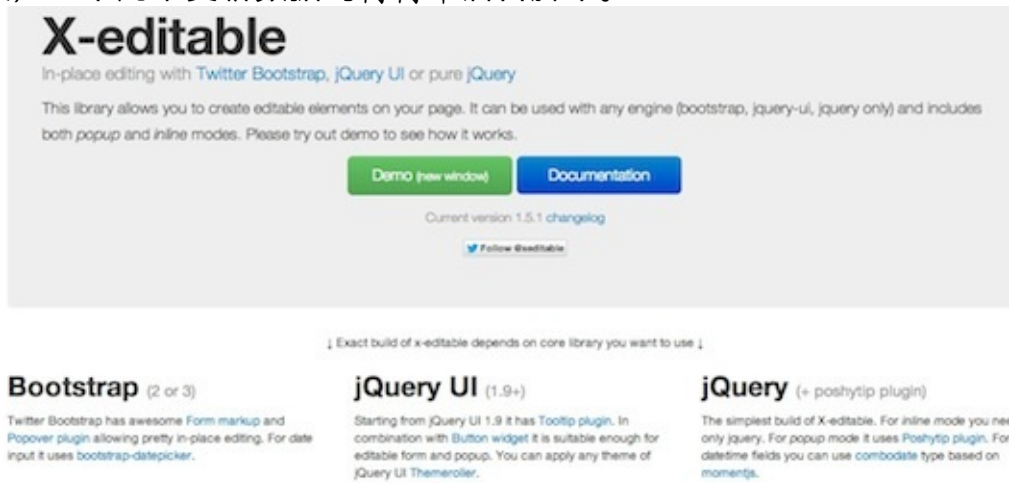 X-editable
In-place editing with Twitter Bootstrap, jQuery UI or pure jQuery
This library allows you to create editable elements on your page. It can be used with any engine (bootstrap, jquery-ui, jquery only) and includes
both popup and inline modes. Please try out demo to see how it works.
Demo (new window)
Documentation
Current version 1.5.1 changelog
Follow @xeditable
↓ Exact build of x-editable depends on core library you want to use ↓
Bootstrap (2 or 3)
Twitter Bootstrap has awesome Form markup and
Popover plugin allowing pretty in-place editing. For date
input it uses bootstrap-datepicker.
jQuery UI (1.9+)
Starting from jQuery UI 1.9 it has Tooltip plugin. In
combination with Button widget it is suitable enough for
editable form and popup. You can apply any theme of
jQuery UI Themeroller.
jQuery (+ poshytip plugin)
The simplest build of X-editable. For inline mode you nee
only jquery. For popup mode it uses Poshytip plugin. For
datetime fields you can use combodate type based on
momentjs.